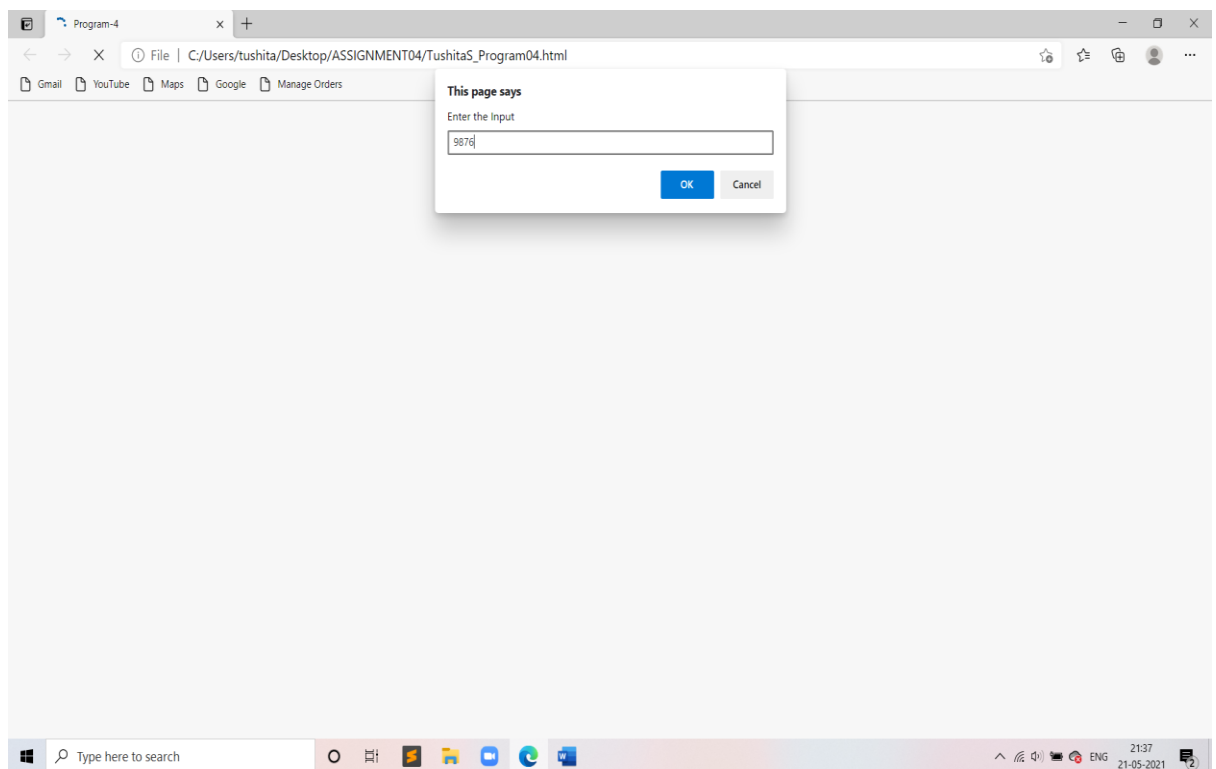 Program-4
File | C:/Users/tushita/Desktop/ASSIGNMENT04/TushitaS_Program04.html
Gmail YouTube Maps Google Manage Orders
This page says
Enter the Input
9876
OK Cancel
Type here to search
ENG
21:37
21-05-2021
2